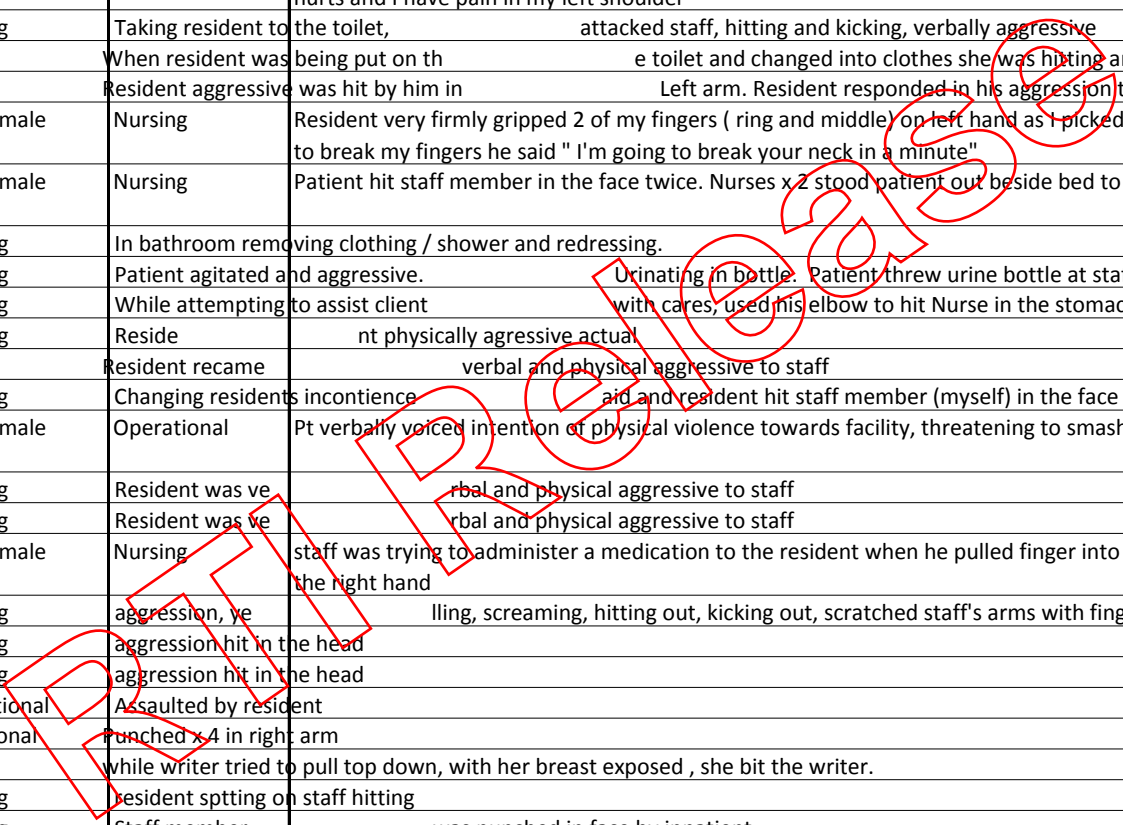 hurts and I have pain in my left shoulder
g Taking resident to the toilet, attacked staff, hitting and kicking, verbally aggressive
When resident was being put on th e toilet and changed into clothes she was hitting
Resident aggressive was hit by him in Left arm. Resident responded in his aggression
male Nursing Resident very firmly gripped 2 of my fingers ( ring and middle) on left hand as I picked
to break my fingers he said " I'm going to break your neck in a minute"
male Nursing Patient hit staff member in the face twice. Nurses x 2 stood patient out beside bed to
g In bathroom removing clothing / shower and redressing.
g Patient agitated and aggressive. Urinating in bottle. Patient threw urine bottle at
g While attempting to assist client with cares, used his elbow to hit Nurse in the
g Reside nt physically agressive actual
Resident recame verbal and physical aggressive to staff
g Changing residents incontience aid and resident hit staff member (myself) in the face
male Operational Pt verbally voiced intention of physical violence towards facility, threatening to smash
g Resident was ve rbal and physical aggressive to staff
g Resident was ve rbal and physical aggressive to staff
male Nursing staff was trying to administer a medication to the resident when he pulled finger into
the right hand
g aggression, ye lling, screaming, hitting out, kicking out, scratched staff's arms with
g aggression hit in the head
g aggression hit in the head
tional Assaulted by resident
onal Punched x 4 in right arm
while writer tried to pull top down, with her breast exposed , she bit the writer.
g resident sptting on staff hitting
Staff member was punched in face by inpatient
RTI Release